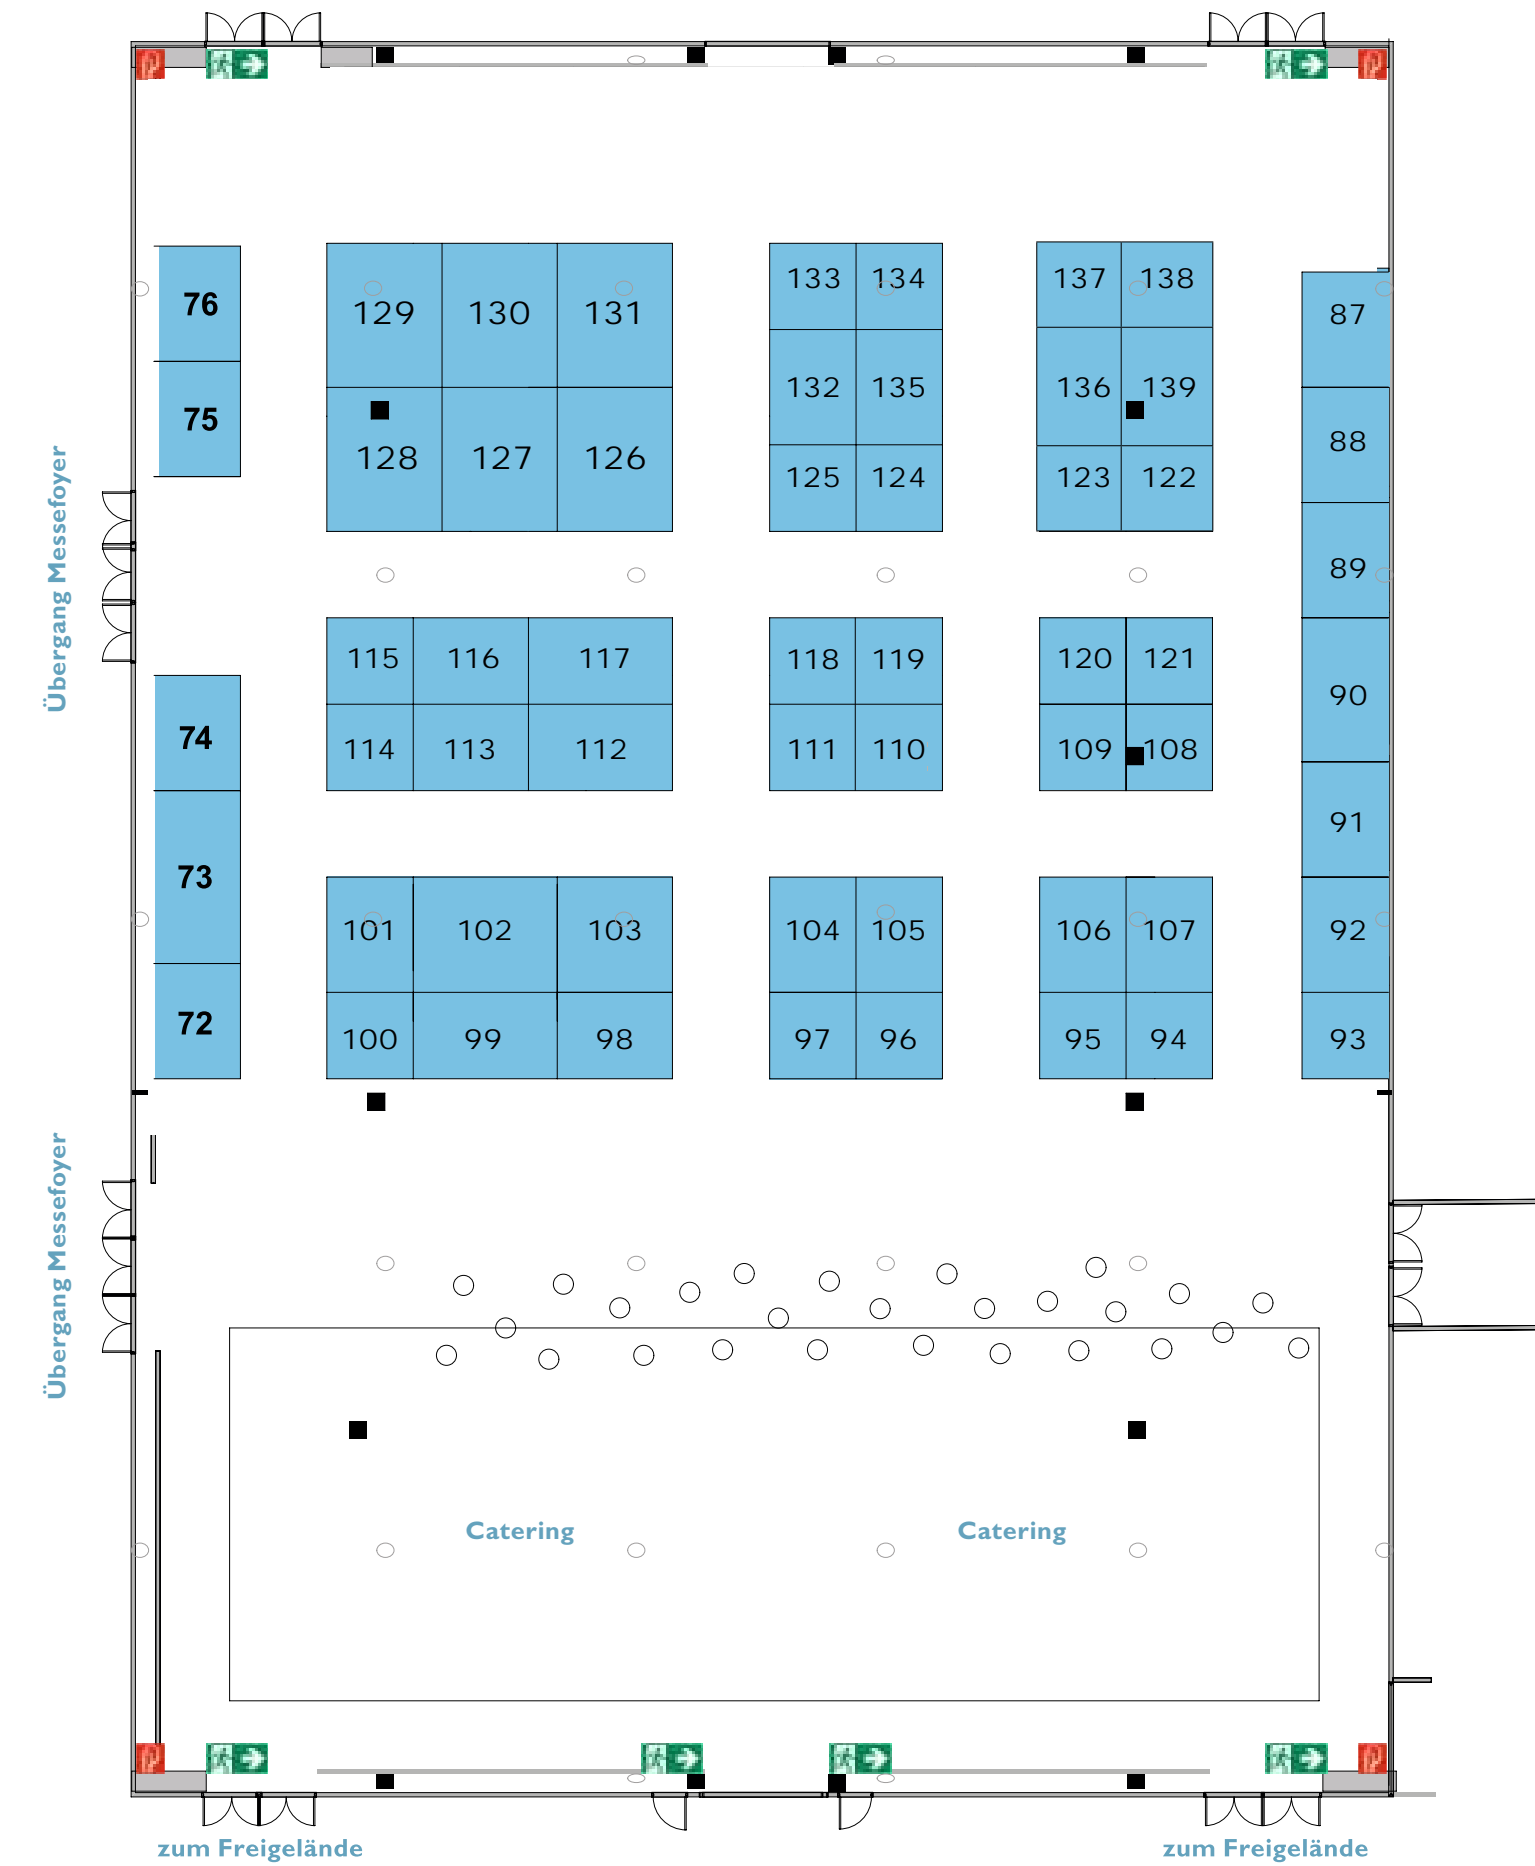 133 134
137 138
76
129 130 131
87
132 135
136 139
75
88
128 127 126
125 124
123 122
Übergang Messefoyer
89
115 116 117
118 119
120 121
90
74
114 113 112
111 110
109 108
91
73
101 102 103
104 105
106 107
92
72
100 99 98
97 96
95 94
93
Übergang Messefoyer
Catering Catering
zum Freigelände zum Freigelände